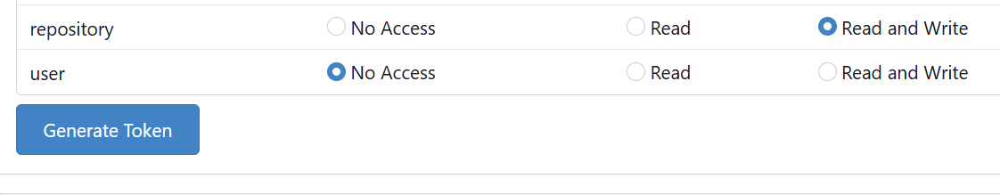 repository No Access Read Read and Write
user No Access Read Read and Write
Generate Token